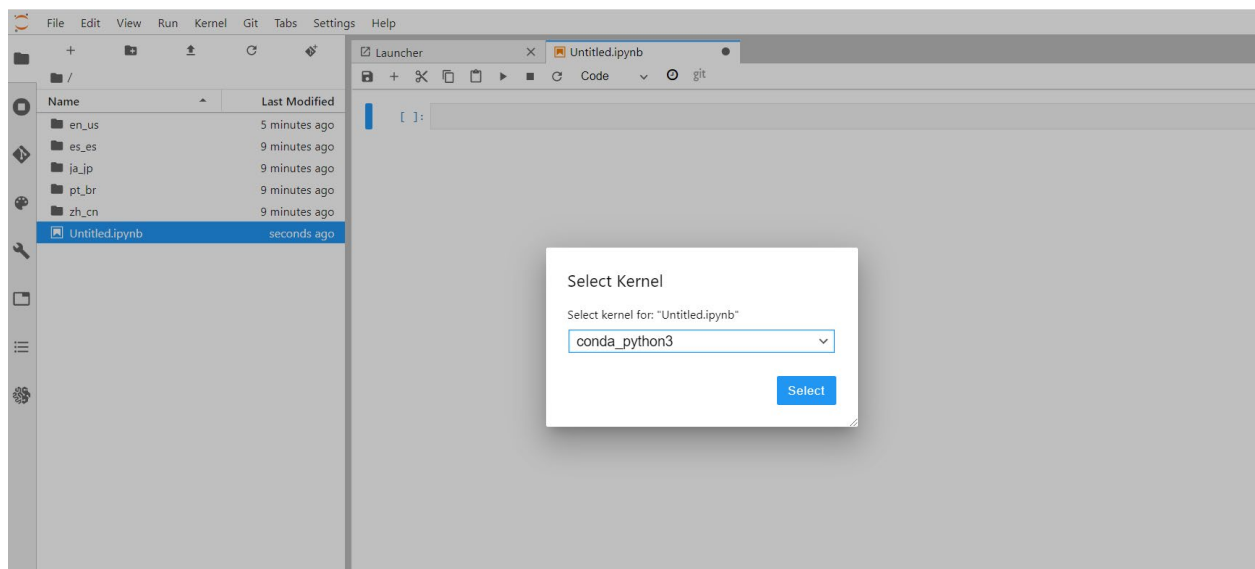 File Edit View Run Kernel Git Tabs Settings Help
Launcher Untitled.ipynb
/
Code git
Name Last Modified
en_us 5 minutes ago
es_es 9 minutes ago
ja_jp 9 minutes ago
pt_br 9 minutes ago
zh_cn 9 minutes ago
Untitled.ipynb seconds ago
[ ]:
Select Kernel
Select kernel for: "Untitled.ipynb"
conda_python3
Select